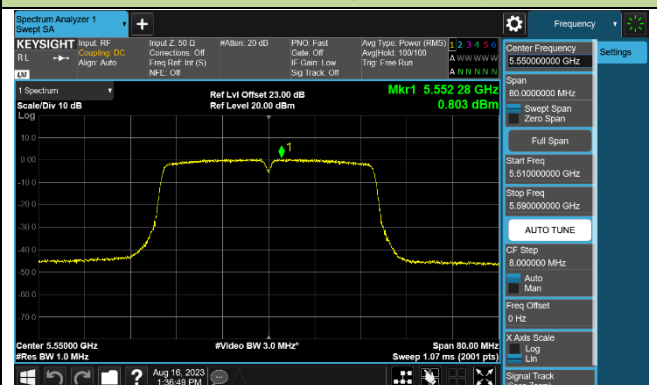 Spectrum Analyzer 1
Swept SA
Frequency
KEYSIGHT
RL
LXI
Input: RF
Coupling: DC
Align: Auto
Input Z: 50 Ω
Corrections: Off
Freq Ref: Int (S)
NFE: Off
#Atten: 20 dB
PNO: Fast
Gate: Off
IF Gain: Low
Sig Track: Off
Avg Type: Power (RMS)
Avg|Hold: 100/100
Trig: Free Run
1 2 3 4 5 6
A W W W W W
A N N N N N
1 Spectrum
Scale/Div 10 dB
Log
Ref Lvl Offset 23.00 dB
Ref Level 20.00 dBm
Mkr1 5.552 28 GHz
0.803 dBm
1
10.0
0.00
-10.0
-20.0
-30.0
-40.0
-50.0
-60.0
-70.0
Center 5.55000 GHz
#Res BW 1.0 MHz
#Video BW 3.0 MHz*
Span 80.00 MHz
Sweep 1.07 ms (2001 pts)
Aug 16, 2023
1:36:49 PM
Center Frequency
5.550000000 GHz
Settings
Span
80.0000000 MHz
Swept Span
Zero Span
Full Span
Start Freq
5.510000000 GHz
Stop Freq
5.590000000 GHz
AUTO TUNE
CF Step
8.000000 MHz
Auto
Man
Freq Offset
0 Hz
X Axis Scale
Log
Lin
Signal Track
(Span Zoom)